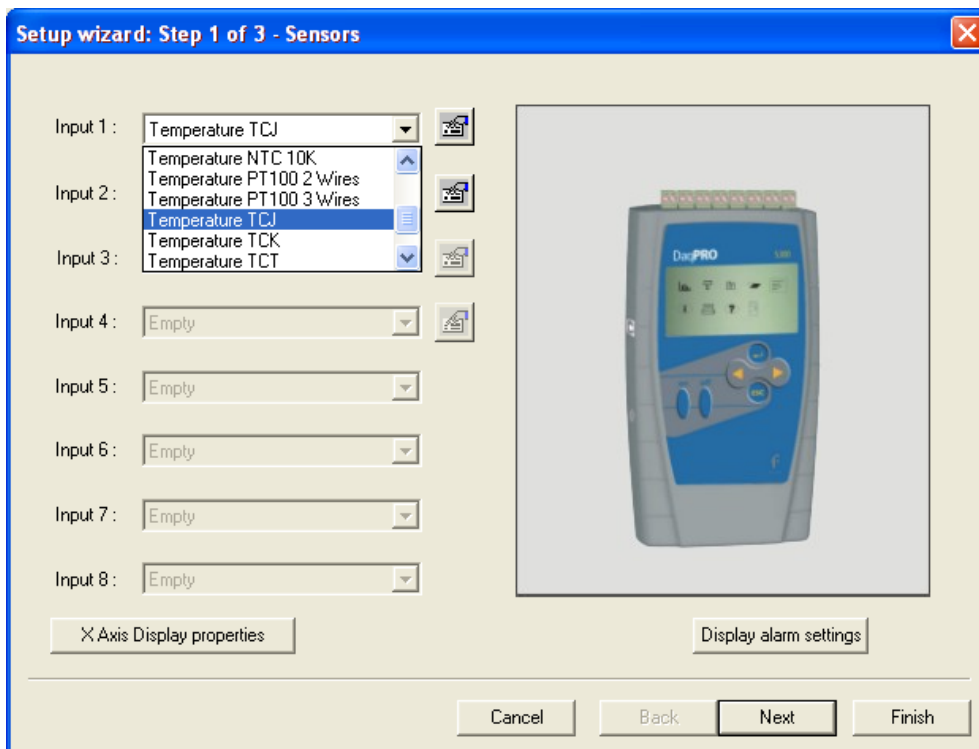 Setup wizard: Step 1 of 3 - Sensors
Input 1 :
Temperature TCJ
Temperature NTC 10K
Temperature PT100 2 Wires
Temperature PT100 3 Wires
Temperature TCJ
Temperature TCK
Temperature TCT
Input 2 :
Input 3 :
Input 4 :
Empty
Input 5 :
Empty
Input 6 :
Empty
Input 7 :
Empty
Input 8 :
Empty
DaqPRO
X Axis Display properties
Display alarm settings
Cancel
Back
Next
Finish